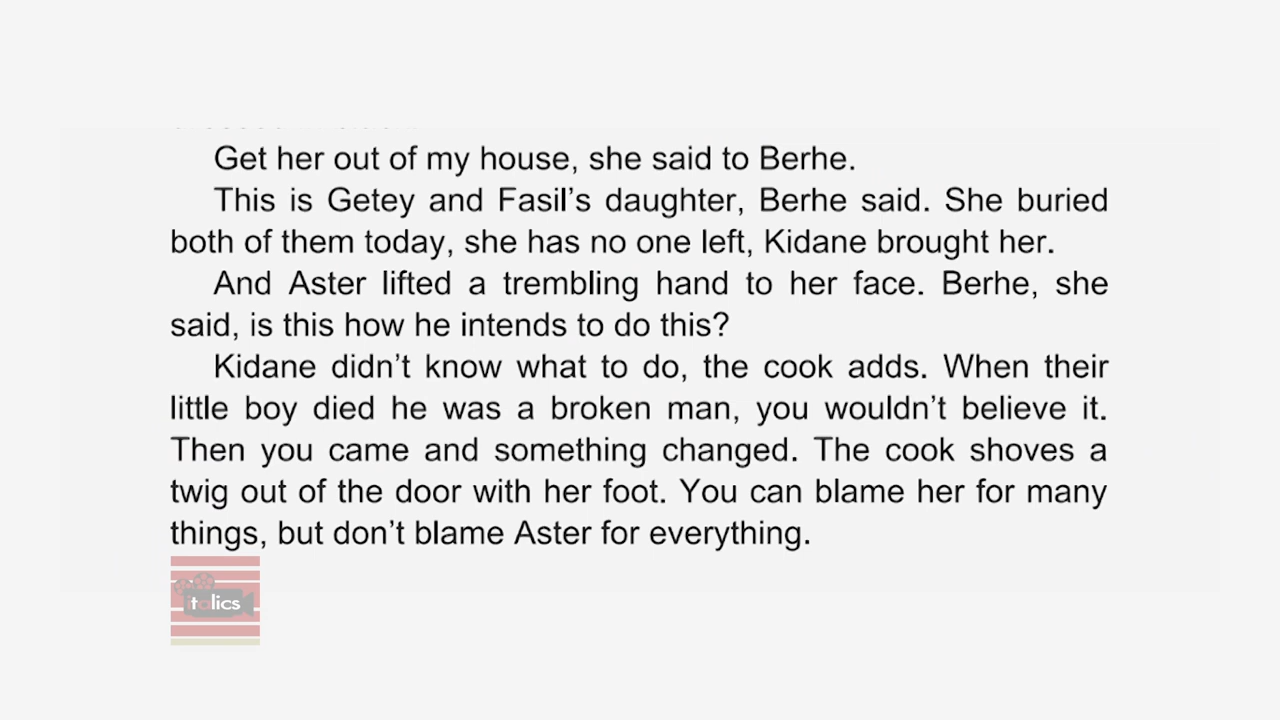 Get her out of my house, she said to Berhe.
This is Getey and Fasil's daughter, Berhe said. She buried
both of them today, she has no one left, Kidane brought her.
And Aster lifted a trembling hand to her face. Berhe, she
said, is this how he intends to do this?
Kidane didn't know what to do, the cook adds. When their
little boy died he was a broken man, you wouldn't believe it.
Then you came and something changed. The cook shoves a
twig out of the door with her foot. You can blame her for many
things, but don't blame Aster for everything.
italics